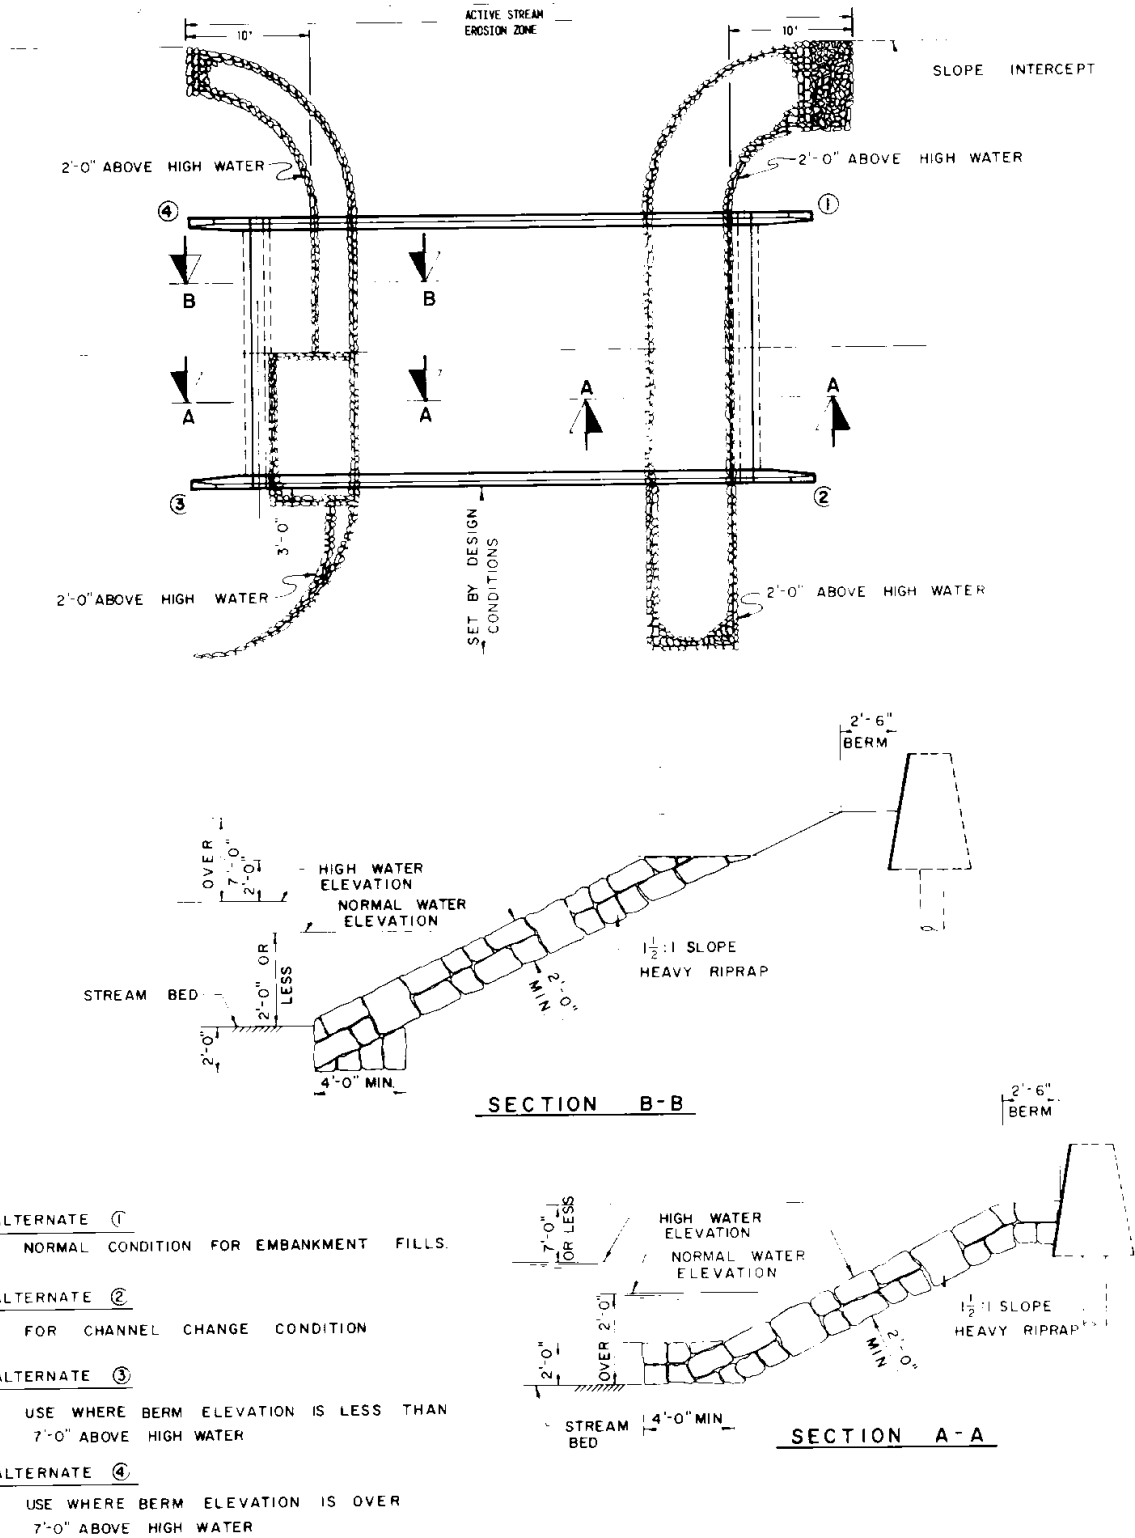 ACTIVE STREAM
EROSION ZONE
10'
10'
SLOPE INTERCEPT
2'-0" ABOVE HIGH WATER
2'-0" ABOVE HIGH WATER
④
①
B
B
A
A
A
A
③
②
3'-0"
SET BY DESIGN
CONDITIONS
2'-0" ABOVE HIGH WATER
2'-0" ABOVE HIGH WATER
2'-6"
BERM
OVER
7'-0"
2'-0"
HIGH WATER
ELEVATION
NORMAL WATER
ELEVATION
2'-0" OR
LESS
1½:1 SLOPE
HEAVY RIPRAP
2'-0"
MIN.
STREAM BED
2'-0"
4'-0" MIN.
SECTION B-B
2'-6"
BERM
7'-0"
OR LESS
HIGH WATER
ELEVATION
NORMAL WATER
ELEVATION
OVER 2'-0"
2'-0"
1½:1 SLOPE
HEAVY RIPRAP
2'-0"
MIN
STREAM
BED
4'-0" MIN
SECTION A-A
LTERNATE ①
NORMAL CONDITION FOR EMBANKMENT FILLS.
LTERNATE ②
FOR CHANNEL CHANGE CONDITION
LTERNATE ③
USE WHERE BERM ELEVATION IS LESS THAN
7'-0" ABOVE HIGH WATER
LTERNATE ④
USE WHERE BERM ELEVATION IS OVER
7'-0" ABOVE HIGH WATER